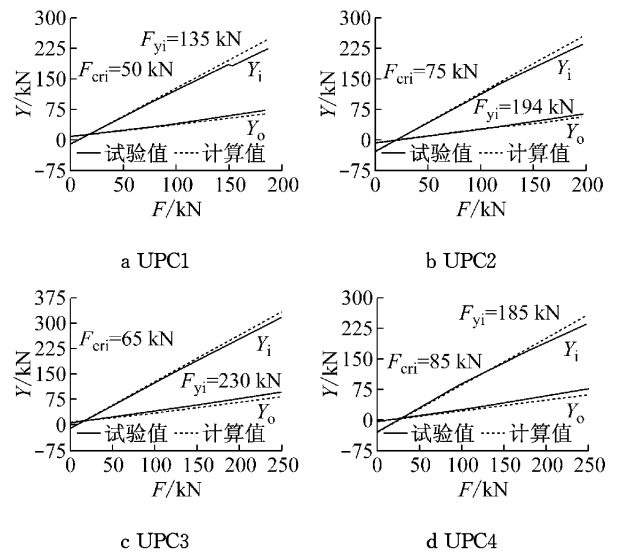 300
225
150
75
0
−75
Y/kN
F_yi=135 kN
F_cri=50 kN
Y_i
Y_o
试验值 计算值
0 50 100 150 200
F/kN
a UPC1
300
225
150
75
0
−75
Y/kN
F_cri=75 kN
Y_i
F_yi=194 kN
Y_o
试验值 计算值
0 50 100 150 200
F/kN
b UPC2
375
300
225
150
75
0
−75
Y/kN
F_cri=65 kN
Y_i
F_yi=230 kN
Y_o
试验值 计算值
0 50 100 150 200 250
F/kN
c UPC3
300
225
150
75
0
−75
Y/kN
F_yi=185 kN
F_cri=85 kN
Y_i
Y_o
试验值 计算值
0 50 100 150 200 250
F/kN
d UPC4